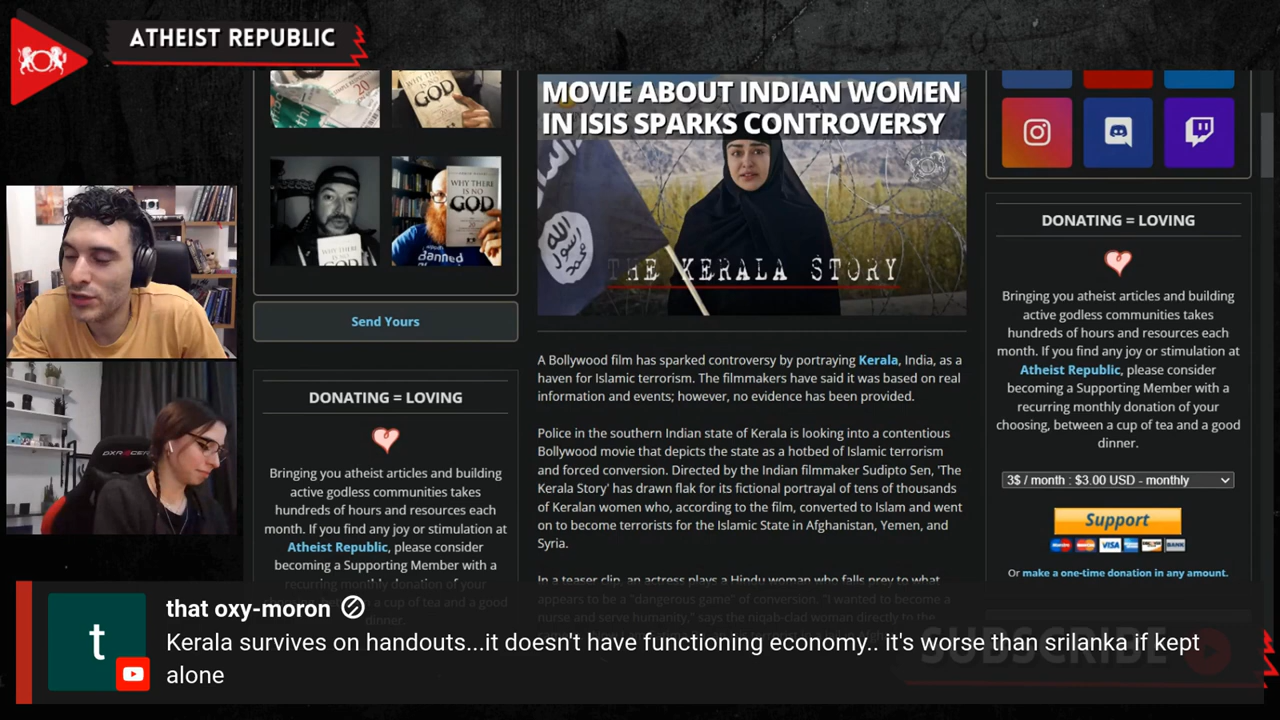 ATHEIST REPUBLIC
WHY THERE
IS NO
GOD
WHY THERE
IS NO
GOD
damned
Send Yours
DONATING = LOVING
Bringing you atheist articles and building
active godless communities takes
hundreds of hours and resources each
month. If you find any joy or stimulation at
Atheist Republic, please consider
becoming a Supporting Member with a
recurring monthly donation of your
choosing, between a cup of tea and a good
dinner.
MOVIE ABOUT INDIAN WOMEN
IN ISIS SPARKS CONTROVERSY
الله
رسول
محمد
THE KERALA STORY
A Bollywood film has sparked controversy by portraying Kerala, India, as a
haven for Islamic terrorism. The filmmakers have said it was based on real
information and events; however, no evidence has been provided.
Police in the southern Indian state of Kerala is looking into a contentious
Bollywood movie that depicts the state as a hotbed of Islamic terrorism
and forced conversion. Directed by the Indian filmmaker Sudipto Sen, 'The
Kerala Story' has drawn flak for its fictional portrayal of tens of thousands
of Keralan women who, according to the film, converted to Islam and went
on to become terrorists for the Islamic State in Afghanistan, Yemen, and
Syria.
In a teaser clip, an actress plays a Hindu woman who falls prey to what
appears to be a "dangerous game" of conversion. "I wanted to become a
nurse and serve humanity," says the niqab-clad woman directly to the
DONATING = LOVING
Bringing you atheist articles and building
active godless communities takes
hundreds of hours and resources each
month. If you find any joy or stimulation at
Atheist Republic, please consider
becoming a Supporting Member with a
recurring monthly donation of your
choosing, between a cup of tea and a good
dinner.
3$ / month : $3.00 USD - monthly
Support
VISA
BANK
Or make a one-time donation in any amount.
SUBSCRIBE
DXRACER
t
that oxy-moron
Kerala survives on handouts...it doesn't have functioning economy.. it's worse than srilanka if kept
alone